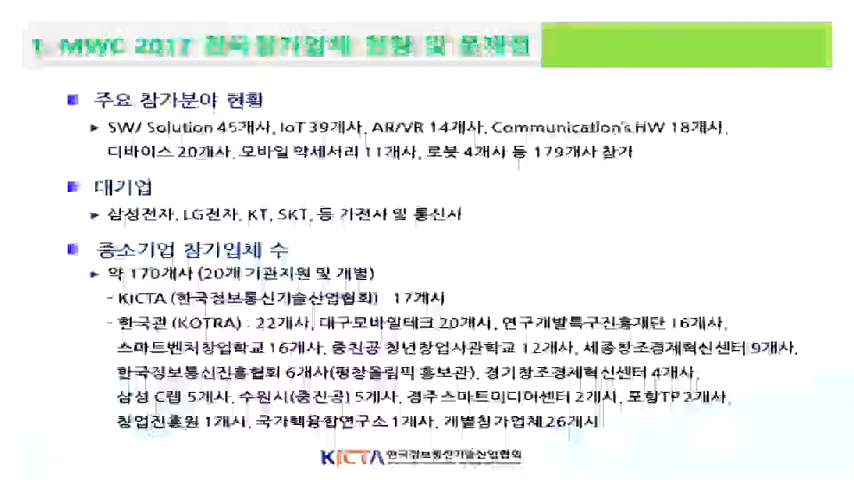 1. MWC 2017 한국참가업체 현황 및 문제점
주요 참가분야 현황
▶ SW/ Solution 45개사, IoT 39개사, AR/VR 14개사, Communication's HW 18개사,
디바이스 20개사, 모바일 악세서리 11개사, 로봇 4개사 등 179개사 참가
대기업
▶ 삼성전자, LG전자, KT, SKT, 등 가전사 및 통신사
중소기업 참가업체 수
▶ 약 170개사 (20개 기관지원 및 개별)
- KICTA (한국정보통신기술산업협회) 17개사
- 한국관 (KOTRA) : 22개사, 대구모바일테크 20개사, 연구개발특구진흥재단 16개사,
스마트벤처창업학교 16개사, 중진공 청년창업사관학교 12개사, 세종창조경제혁신센터 9개사,
한국정보통신진흥협회 6개사(평창올림픽 홍보관), 경기창조경제혁신센터 4개사,
삼성 C랩 5개사, 수원시(중진공) 5개사, 경주스마트미디어센터 2개사, 포항TP 2개사,
창업진흥원 1개사, 국가핵융합연구소 1개사, 개별참가업체 26개사
KICTA 한국정보통신기술산업협회